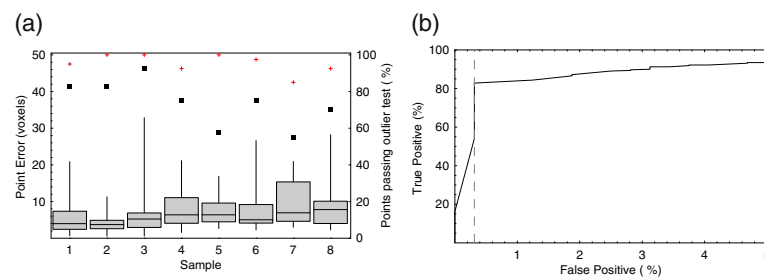 (a)
(b)
50
40
30
20
10
Point Error (voxels)
100
80
60
40
20
0
Points passing outlier test ( %)
1 2 3 4 5 6 7 8
Sample
100
80
60
40
20
True Positive (%)
1 2 3 4 5
False Positive ( %)